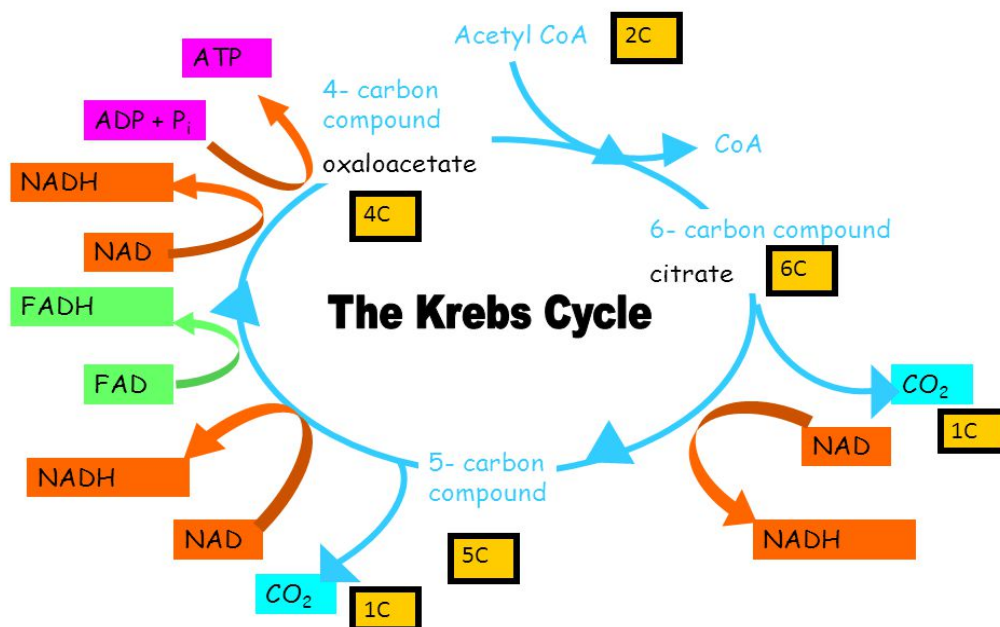 Acetyl CoA
2C
ATP
4- carbon
compound
ADP + Pᵢ
CoA
oxaloacetate
NADH
4C
6- carbon compound
citrate
6C
NAD
FADH
The Krebs Cycle
FAD
CO₂
1C
NAD
5- carbon
compound
NADH
NAD
NADH
5C
CO₂
1C